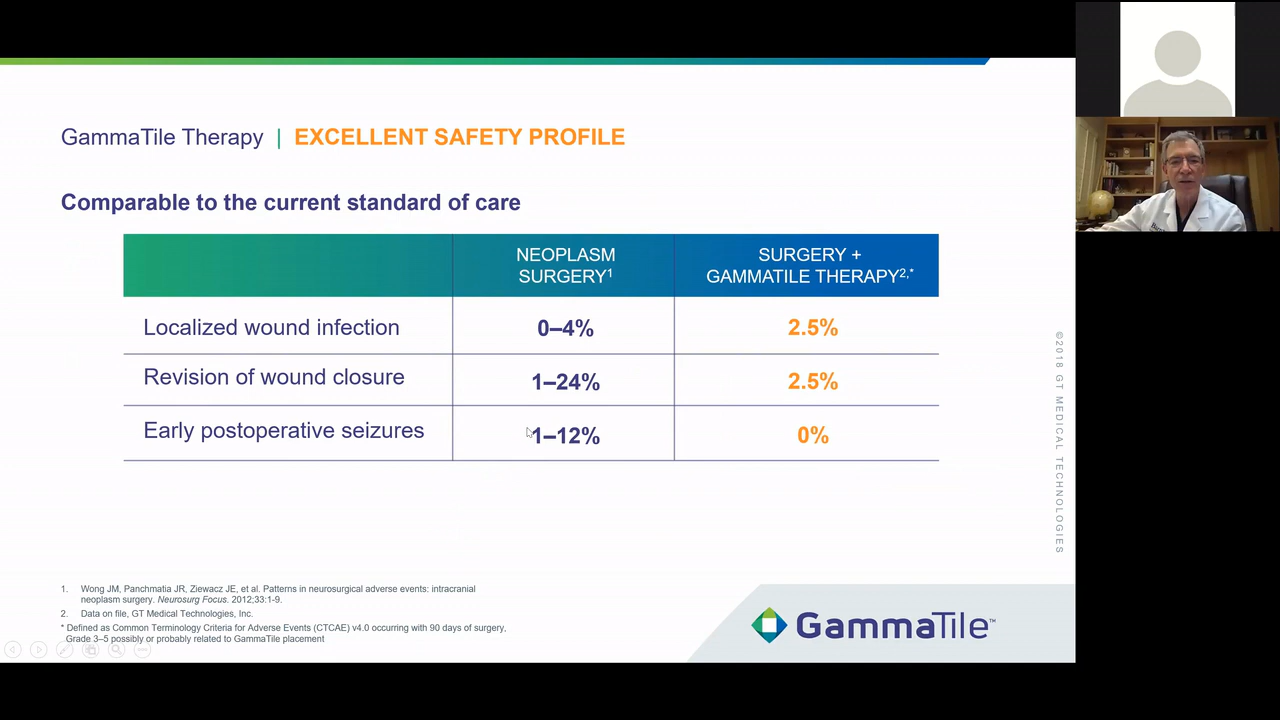 GammaTile Therapy | EXCELLENT SAFETY PROFILE
Comparable to the current standard of care
NEOPLASM
SURGERY1
SURGERY +
GAMMATILE THERAPY2,*
Localized wound infection
0–4%
2.5%
Revision of wound closure
1–24%
2.5%
Early postoperative seizures
1–12%
0%
©2018 GT MEDICAL TECHNOLOGIES
1. Wong JM, Panchmatia JR, Ziewacz JE, et al. Patterns in neurosurgical adverse events: intracranial
neoplasm surgery. Neurosurg Focus. 2012;33:1-9.
2. Data on file, GT Medical Technologies, Inc.
* Defined as Common Terminology Criteria for Adverse Events (CTCAE) v4.0 occurring with 90 days of surgery,
Grade 3–5 possibly or probably related to GammaTile placement
GammaTile™